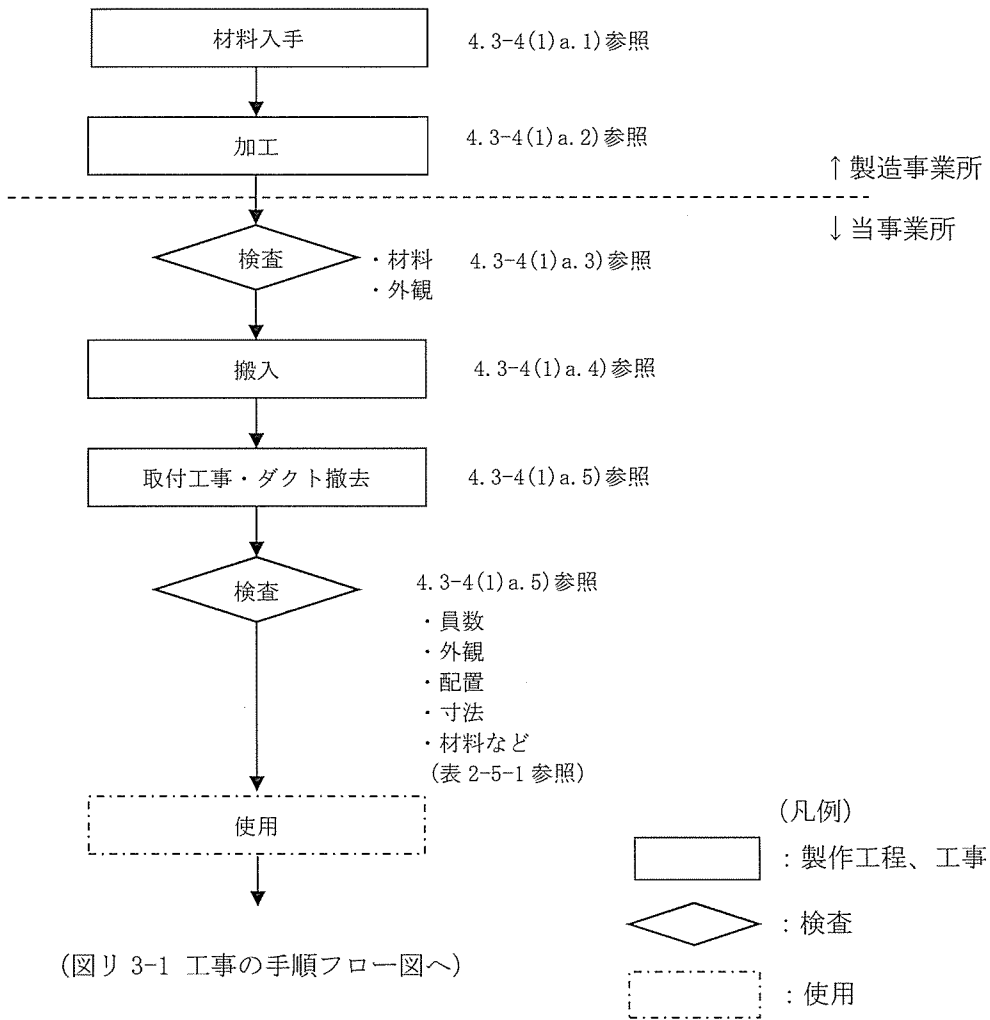 材料入手
4.3-4(1)a.1)参照
加工
4.3-4(1)a.2)参照
↑製造事業所
↓当事業所
検査
・材料
・外観
4.3-4(1)a.3)参照
搬入
4.3-4(1)a.4)参照
取付工事・ダクト撤去
4.3-4(1)a.5)参照
検査
4.3-4(1)a.5)参照
・員数
・外観
・配置
・寸法
・材料など
(表 2-5-1 参照)
使用
(図リ 3-1 工事の手順フロー図へ)
(凡例)
：製作工程、工事
：検査
：使用